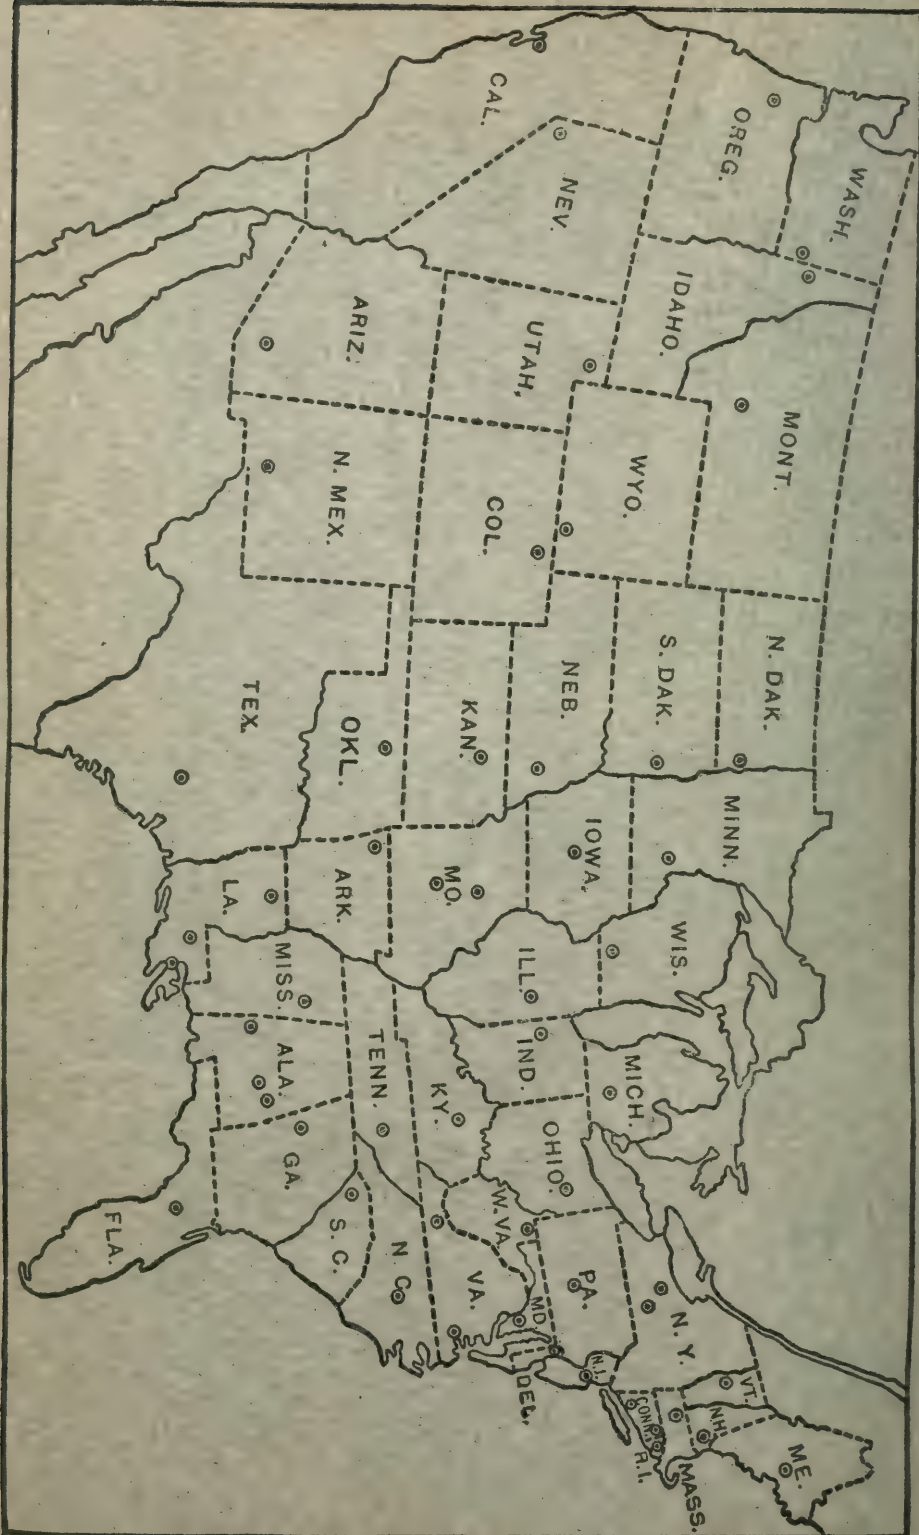 WASH.
OREG.
CAL.
NEV.
IDAHO.
MONT.
WYO.
UTAH,
ARIZ.
COL.
N. MEX.
N. DAK.
S. DAK.
NEB.
KAN.
OKL.
TEX.
MINN.
IOWA.
MO.
ARK.
LA.
WIS.
ILL.
MICH.
IND.
OHIO.
KY.
TENN.
MISS.
ALA.
GA.
FLA.
S. C.
N C.
VA.
W.VA.
PA.
MD.
DEL.
N.J.
N. Y.
CONN.
R.I.
MASS.
VT.
N.H.
ME.